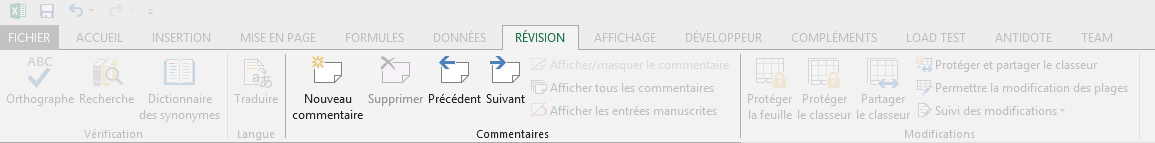 FICHIER ACCUEIL INSERTION MISE EN PAGE FORMULES DONNÉES RÉVISION AFFICHAGE DÉVELOPPEUR COMPLÉMENTS LOAD TEST ANTIDOTE TEAM
ABC
Orthographe
Recherche
Dictionnaire
des synonymes
Vérification
Traduire
Langue
Nouveau
commentaire
Supprimer
Précédent
Suivant
Afficher/masquer le commentaire
Afficher tous les commentaires
Afficher les entrées manuscrites
Commentaires
Protéger
la feuille
Protéger
le classeur
Partager
le classeur
Protéger et partager le classeur
Permettre la modification des plages
Suivi des modifications
Modifications